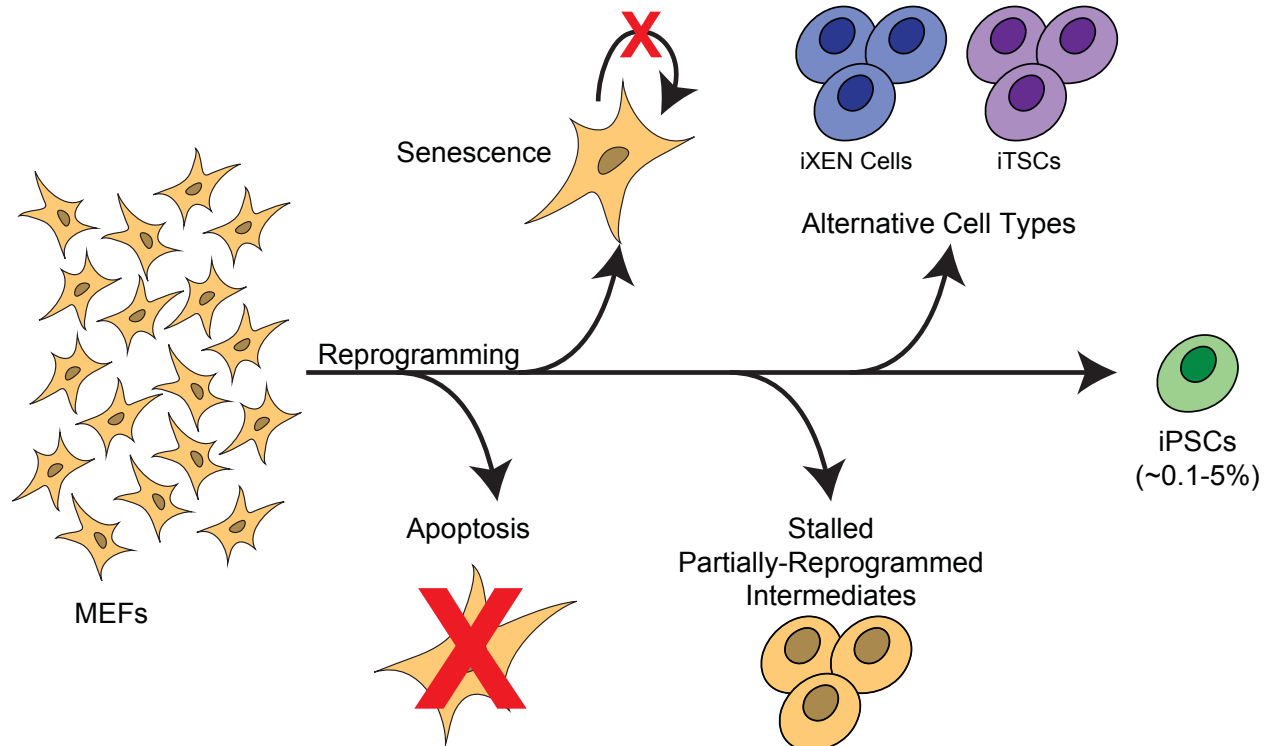 Senescence
iXEN Cells
iTSCs
Alternative Cell Types
Reprogramming
iPSCs
(~0.1-5%)
Apoptosis
Stalled
Partially-Reprogrammed
Intermediates
MEFs